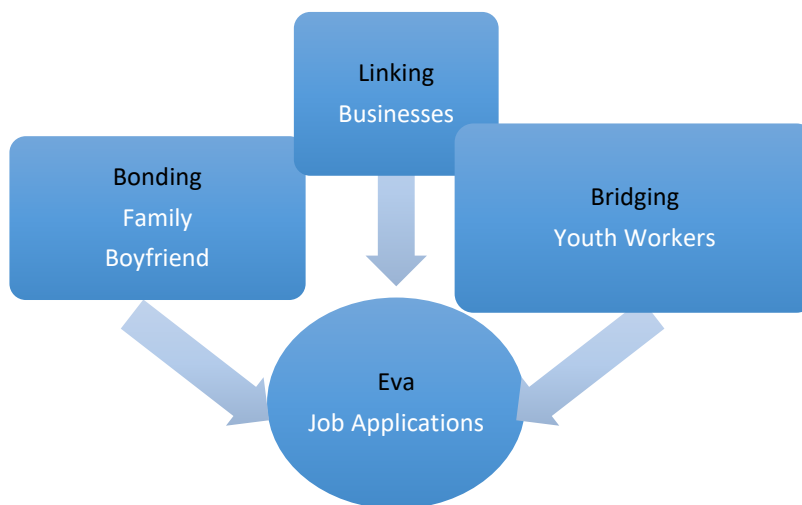 Linking
Businesses
Bonding
Family
Boyfriend
Bridging
Youth Workers
Eva
Job Applications